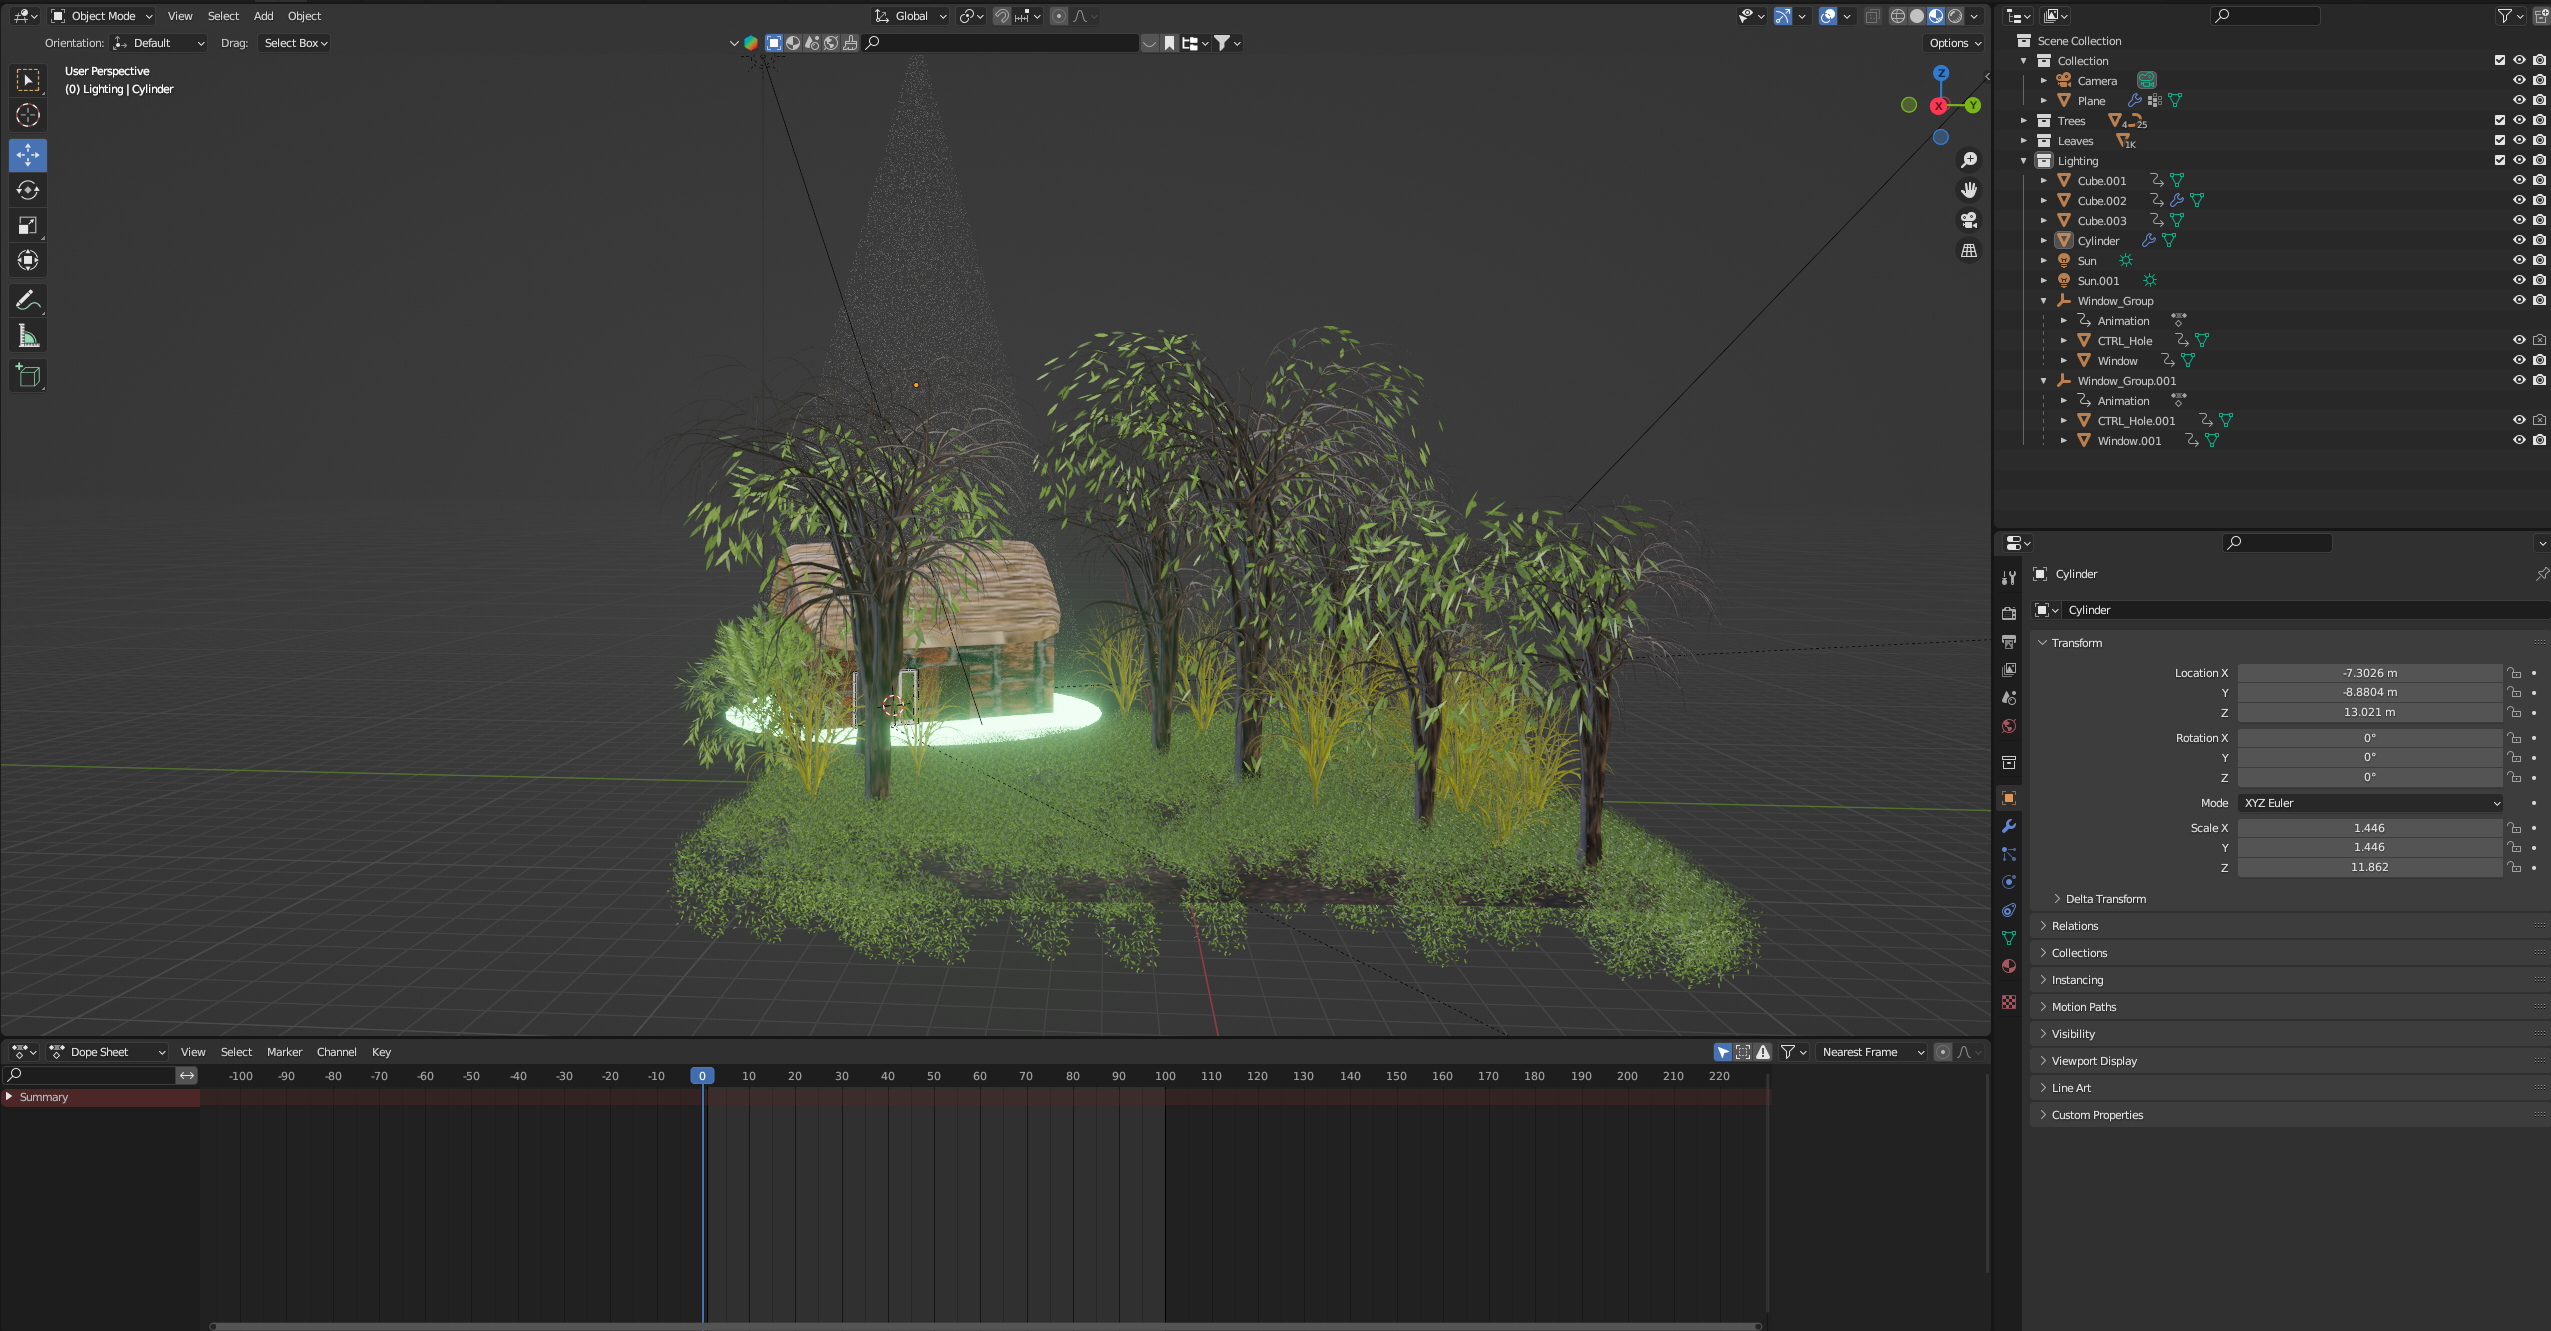 Object Mode View Select Add Object Global
Orientation: Default Drag: Select Box Options
User Perspective
(0) Lighting | Cylinder
Z
X Y
Scene Collection
Collection
Camera
Plane
Trees 4 25
Leaves 1K
Lighting
Cube.001
Cube.002
Cube.003
Cylinder
Sun
Sun.001
Window_Group
Animation
CTRL_Hole
Window
Window_Group.001
Animation
CTRL_Hole.001
Window.001
Cylinder
Cylinder
Transform
Location X -7.3026 m
Y -8.8804 m
Z 13.021 m
Rotation X 0°
Y 0°
Z 0°
Mode XYZ Euler
Scale X 1.446
Y 1.446
Z 11.862
Delta Transform
Relations
Collections
Instancing
Motion Paths
Visibility
Viewport Display
Line Art
Custom Properties
Dope Sheet View Select Marker Channel Key Nearest Frame
-100 -90 -80 -70 -60 -50 -40 -30 -20 -10 0 10 20 30 40 50 60 70 80 90 100 110 120 130 140 150 160 170 180 190 200 210 220
Summary